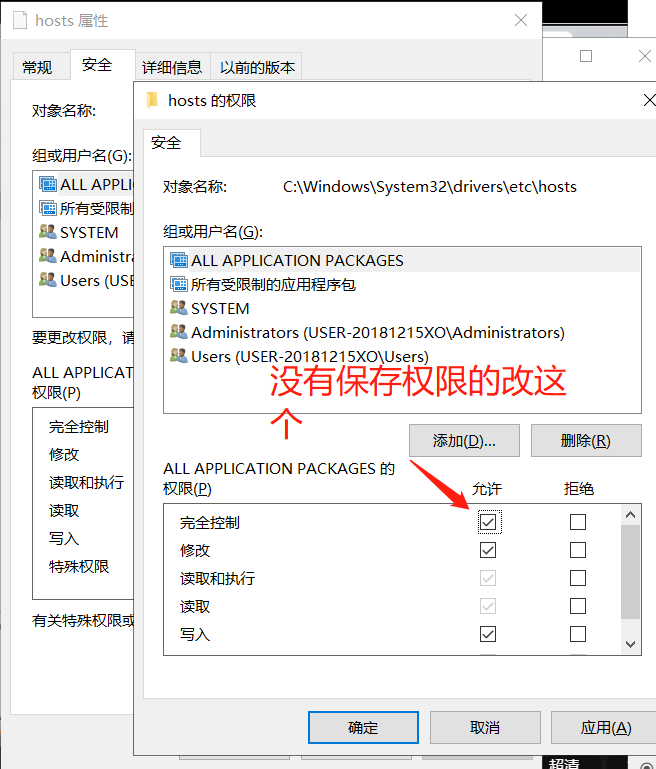 hosts 属性
常规
安全
详细信息
以前的版本
对象名称:
组或用户名(G):
ALL APPLI
所有受限制
SYSTEM
Administra
Users (USE
要更改权限，请
ALL APPLICAT
权限(P)
完全控制
修改
读取和执行
读取
写入
特殊权限
有关特殊权限或
hosts 的权限
安全
对象名称: C:\Windows\System32\drivers\etc\hosts
组或用户名(G):
ALL APPLICATION PACKAGES
所有受限制的应用程序包
SYSTEM
Administrators (USER-20181215XO\Administrators)
Users (USER-20181215XO\Users)
没有保存权限的改这
个
添加(D)... 删除(R)
ALL APPLICATION PACKAGES 的
权限(P) 允许 拒绝
完全控制
修改
读取和执行
读取
写入
确定 取消 应用(A)
超清